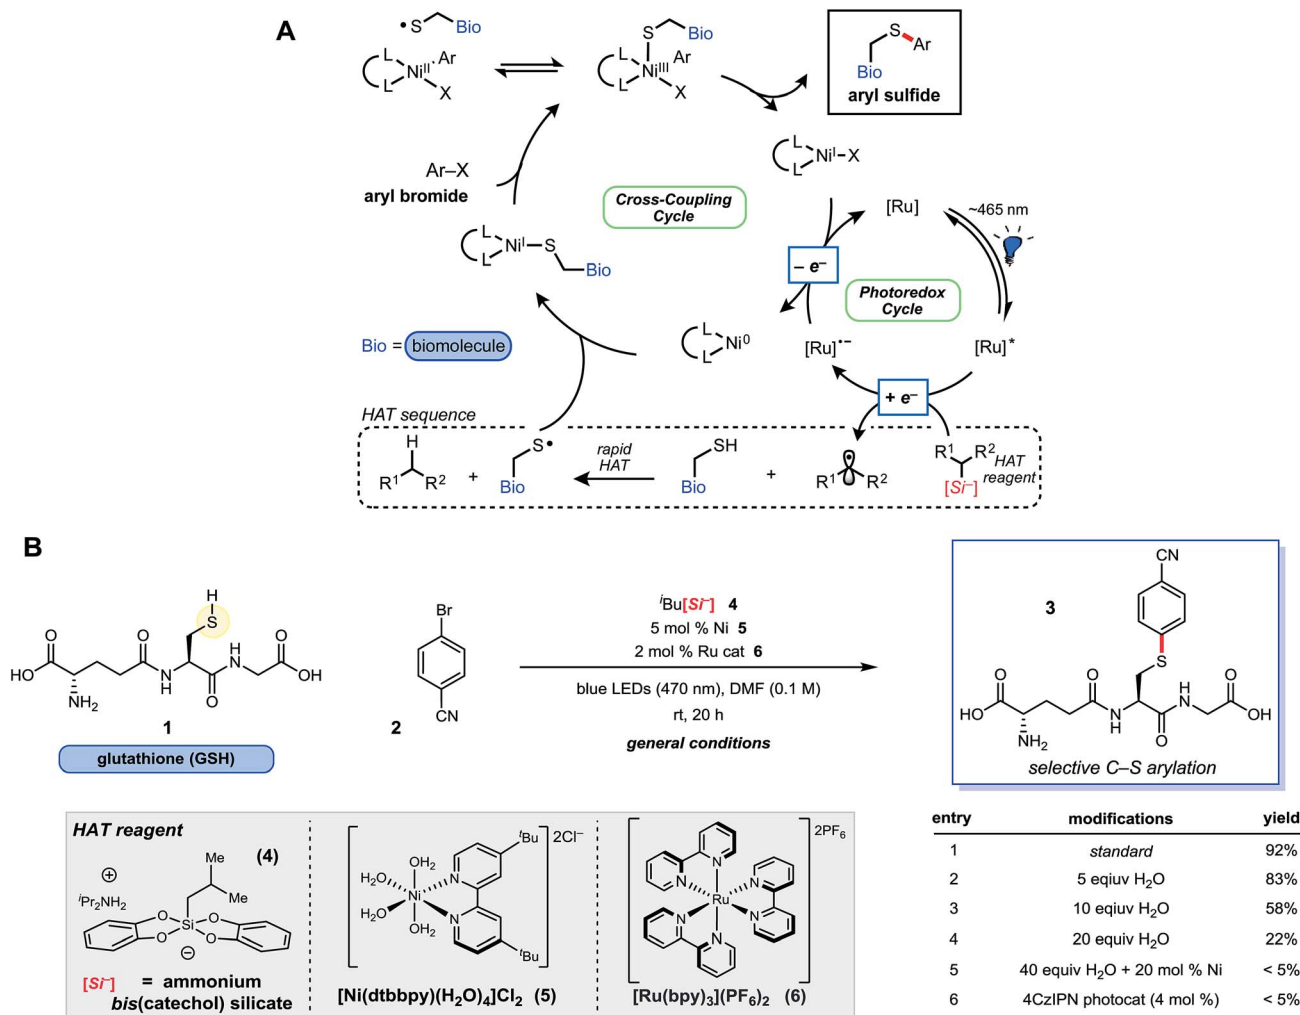 A
•S Bio
L L Ni^II Ar X
S Bio
L L Ni^III Ar X
S Ar
Bio
aryl sulfide
L L Ni^I–X
Ar–X
aryl bromide
Cross-Coupling
Cycle
[Ru]
~465 nm
L L Ni^I S Bio
– e⁻
Photoredox
Cycle
Bio = biomolecule
L L Ni⁰
[Ru]•–
[Ru]*
+ e⁻
HAT sequence
H
R¹ R²
+
S•
Bio
rapid
HAT
SH
Bio
+
R¹ R²
R¹ R²
[Si⁻]
HAT
reagent
B
H
S
O
HO
NH₂
O
N
H
O
H
N
O
OH
1
glutathione (GSH)
Br
CN
2
ⁱBu[Si⁻] 4
5 mol % Ni 5
2 mol % Ru cat 6
blue LEDs (470 nm), DMF (0.1 M)
rt, 20 h
general conditions
3
CN
S
O
HO
NH₂
O
N
H
O
H
N
O
OH
selective C–S arylation
HAT reagent
(4)
Me
Me
⊕
ⁱPr₂NH₂
O O
Si
O O
⊖
[Si⁻] = ammonium
bis(catechol) silicate
2Cl⁻
ᵗBu
OH₂
H₂O
Ni
N
N
H₂O
OH₂
ᵗBu
[Ni(dtbbpy)(H₂O)₄]Cl₂ (5)
2PF₆
N
N N
Ru
N N
N
[Ru(bpy)₃](PF₆)₂ (6)
entry modifications yield
1 standard 92%
2 5 eqiuv H₂O 83%
3 10 eqiuv H₂O 58%
4 20 equiv H₂O 22%
5 40 equiv H₂O + 20 mol % Ni < 5%
6 4CzIPN photocat (4 mol %) < 5%